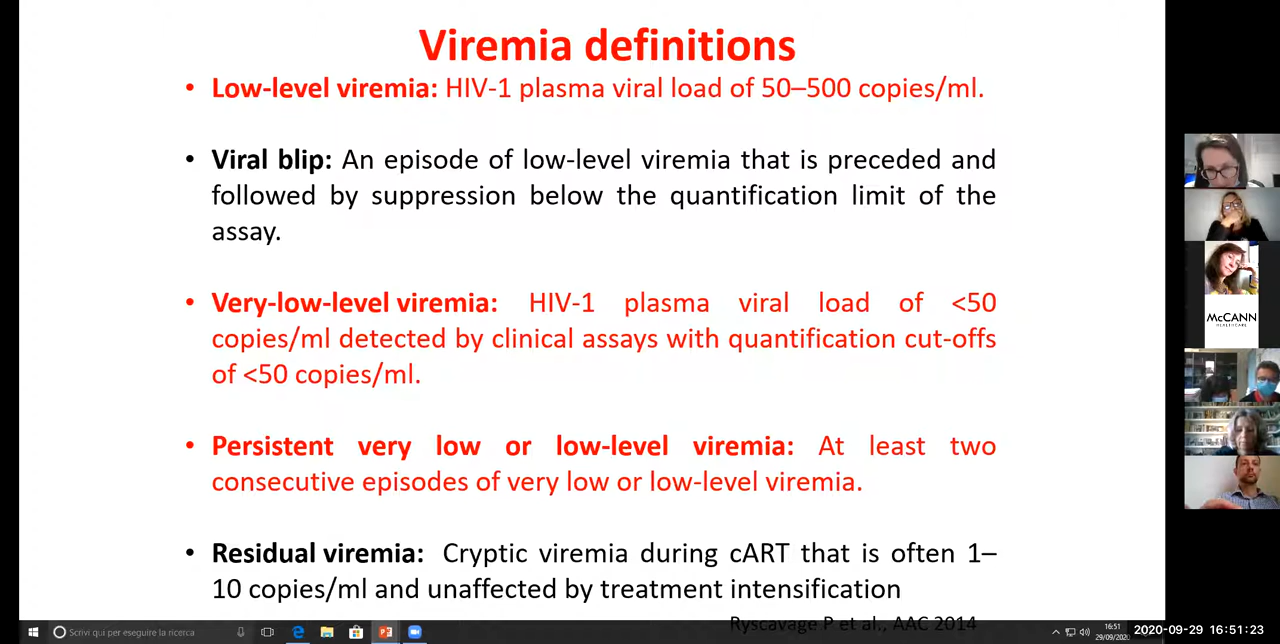 Viremia definitions
• Low-level viremia: HIV-1 plasma viral load of 50–500 copies/ml.
• Viral blip: An episode of low-level viremia that is preceded and
followed by suppression below the quantification limit of the
assay.
• Very-low-level viremia: HIV-1 plasma viral load of <50
copies/ml detected by clinical assays with quantification cut-offs
of <50 copies/ml.
• Persistent very low or low-level viremia: At least two
consecutive episodes of very low or low-level viremia.
• Residual viremia: Cryptic viremia during cART that is often 1–
10 copies/ml and unaffected by treatment intensification
Ryscavage P et al., AAC 2014
McCANN
HEALTHCARE
Scrivi qui per eseguire la ricerca
16:51
29/09/2020
2020-09-29 16:51:23